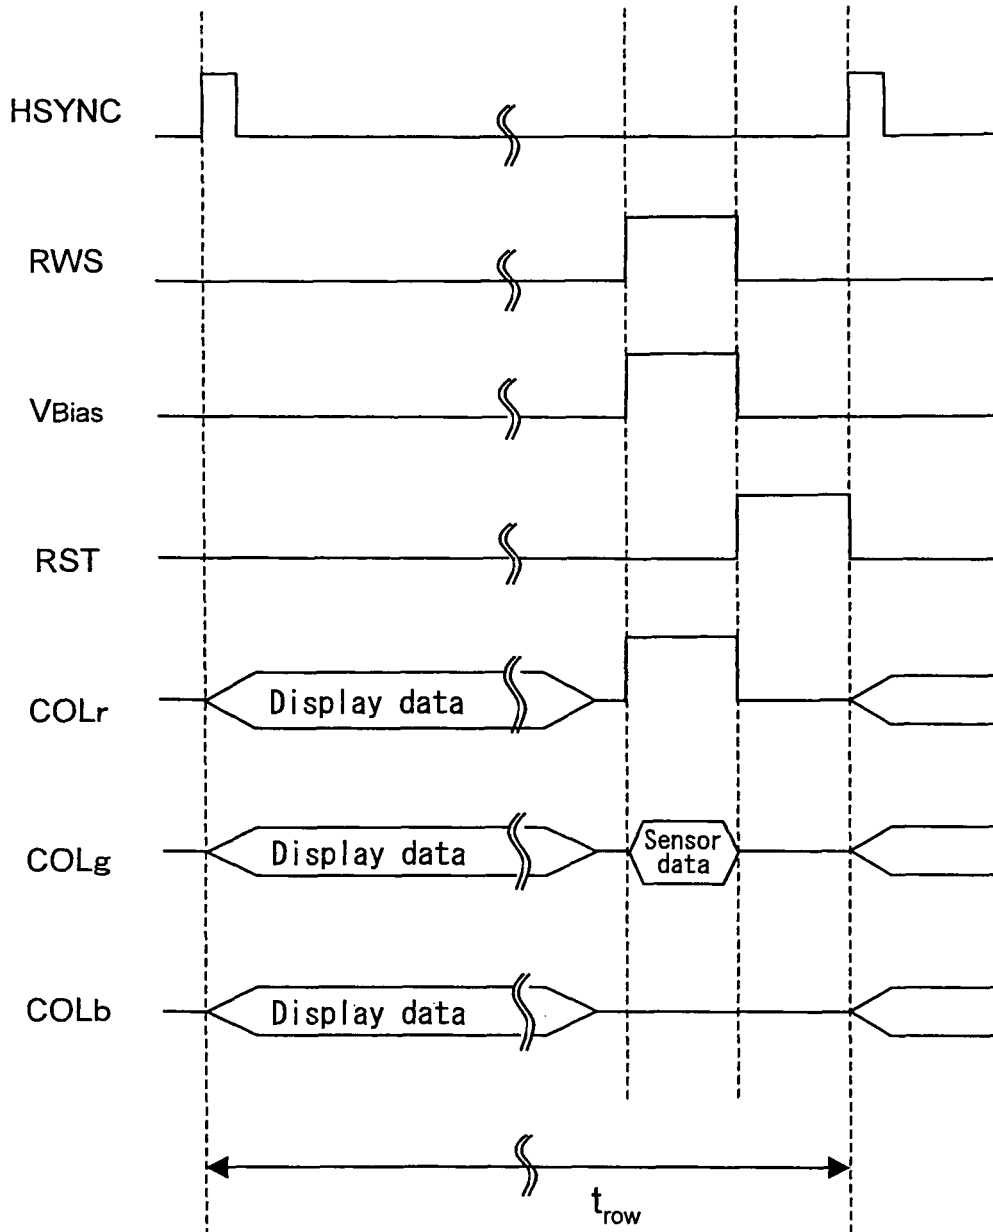 HSYNC
RWS
VBias
RST
COLr
Display data
COLg
Display data
Sensor
data
COLb
Display data
trow